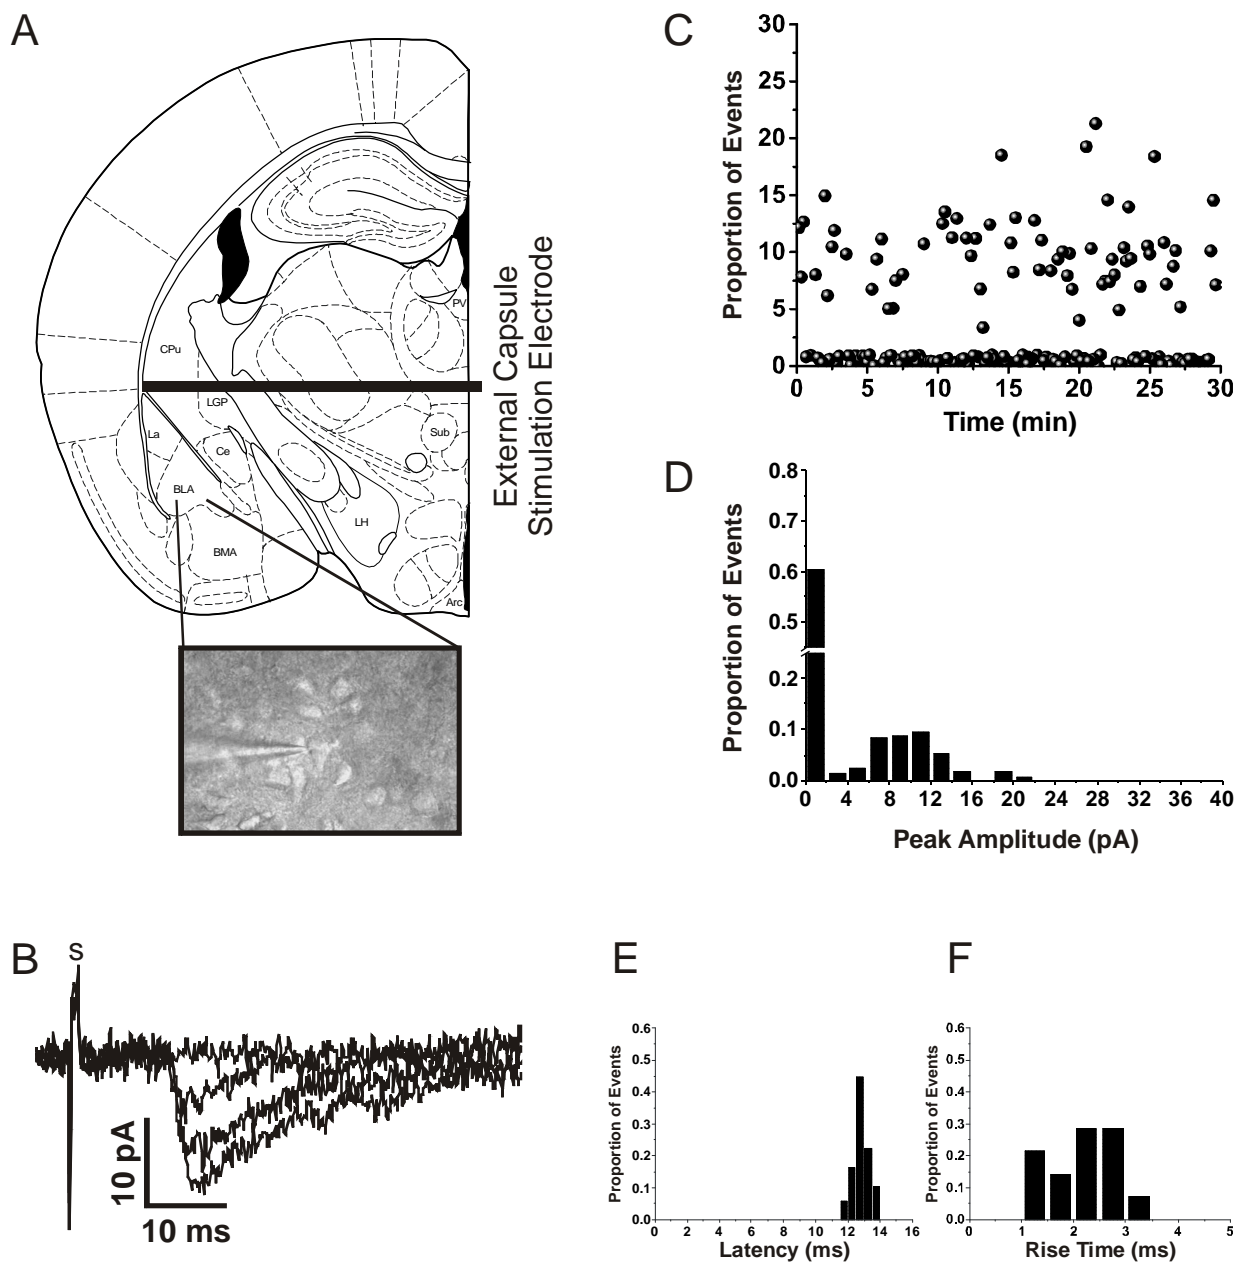 A
CPu
LGP
La
Ce
BLA
BMA
LH
Sub
PV
Arc
External Capsule
Stimulation Electrode
B
S
10 pA
10 ms
C
Proportion of Events
30
25
20
15
10
5
0
0 5 10 15 20 25 30
Time (min)
D
Proportion of Events
0.8
0.7
0.6
0.5
0.2
0.1
0.0
0 4 8 12 16 20 24 28 32 36 40
Peak Amplitude (pA)
E
Proportion of Events
0.6
0.5
0.4
0.3
0.2
0.1
0.0
0 2 4 6 8 10 12 14 16
Latency (ms)
F
Proportion of Events
0.6
0.5
0.4
0.3
0.2
0.1
0.0
0 1 2 3 4 5
Rise Time (ms)